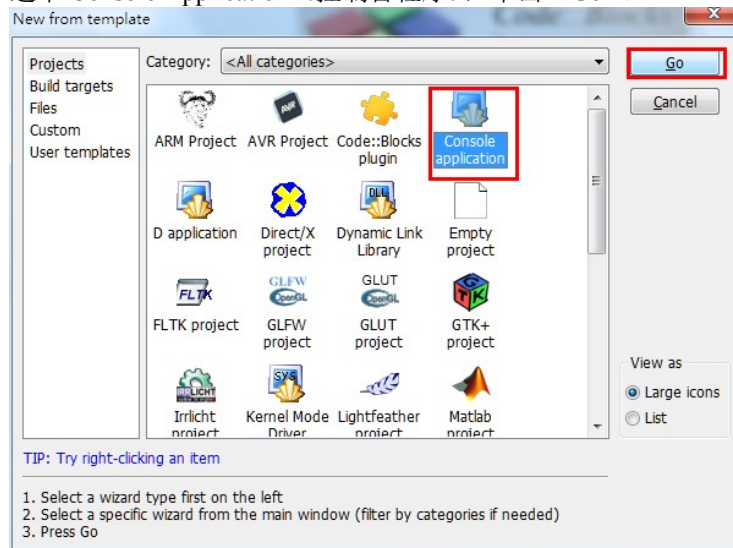 New from template
Projects
Build targets
Files
Custom
User templates
Category: <All categories>
Go
Cancel
ARM Project
AVR Project
Code::Blocks
plugin
Console
application
D application
Direct/X
project
Dynamic Link
Library
Empty
project
FLTK project
GLFW
project
GLUT
project
GTK+
project
Irrlicht
project
Kernel Mode
Driver
Lightfeather
project
Matlab
project
View as
Large icons
List
TIP: Try right-clicking an item
1. Select a wizard type first on the left
2. Select a specific wizard from the main window (filter by categories if needed)
3. Press Go